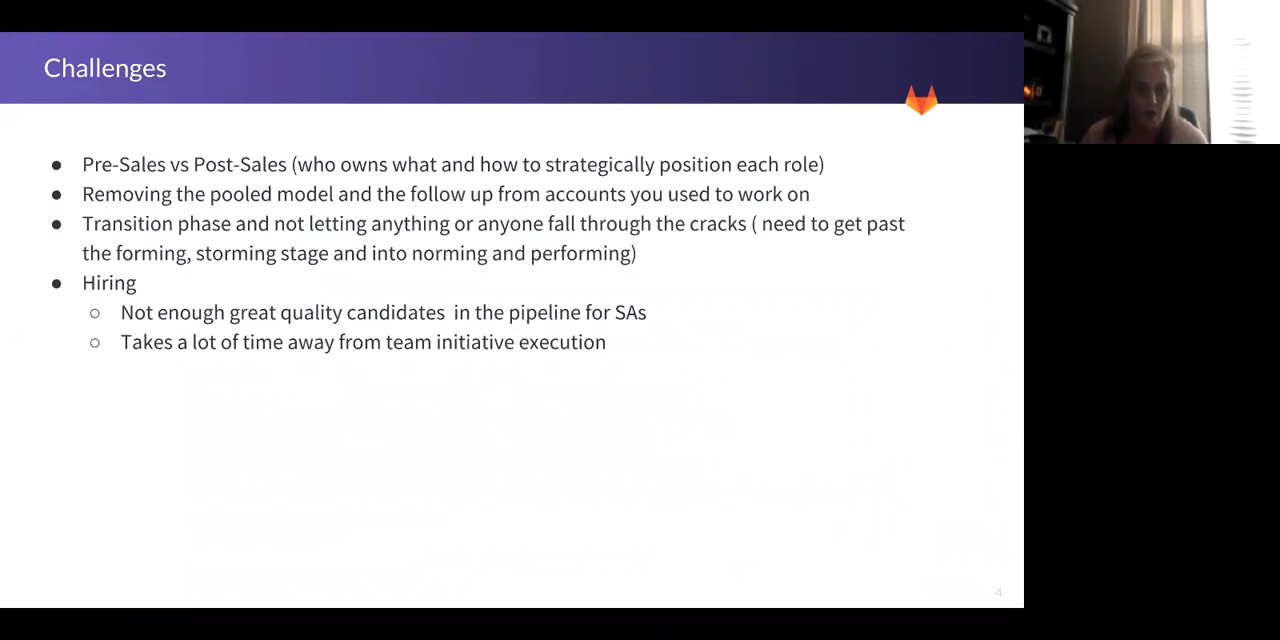 Challenges
● Pre-Sales vs Post-Sales (who owns what and how to strategically position each role)
● Removing the pooled model and the follow up from accounts you used to work on
● Transition phase and not letting anything or anyone fall through the cracks ( need to get past
the forming, storming stage and into norming and performing)
● Hiring
○ Not enough great quality candidates  in the pipeline for SAs
○ Takes a lot of time away from team initiative execution
4